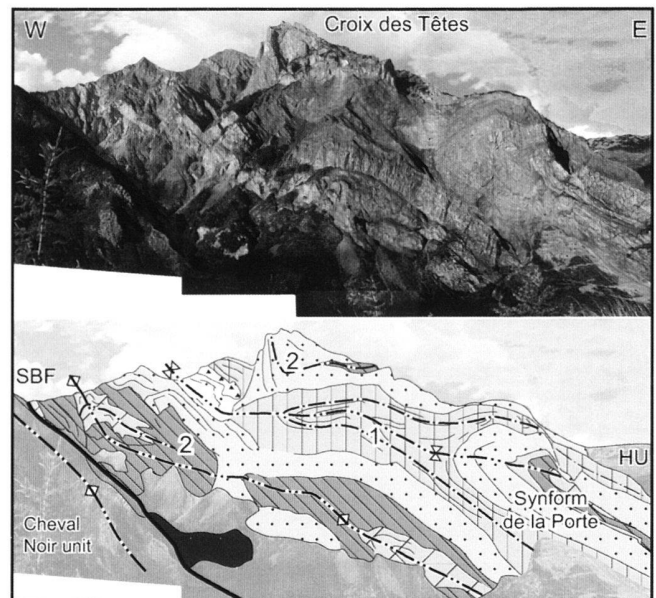 W
Croix des Têtes
E
SBF
2
2
1
HU
Synform
de la Porte
Cheval
Noir unit